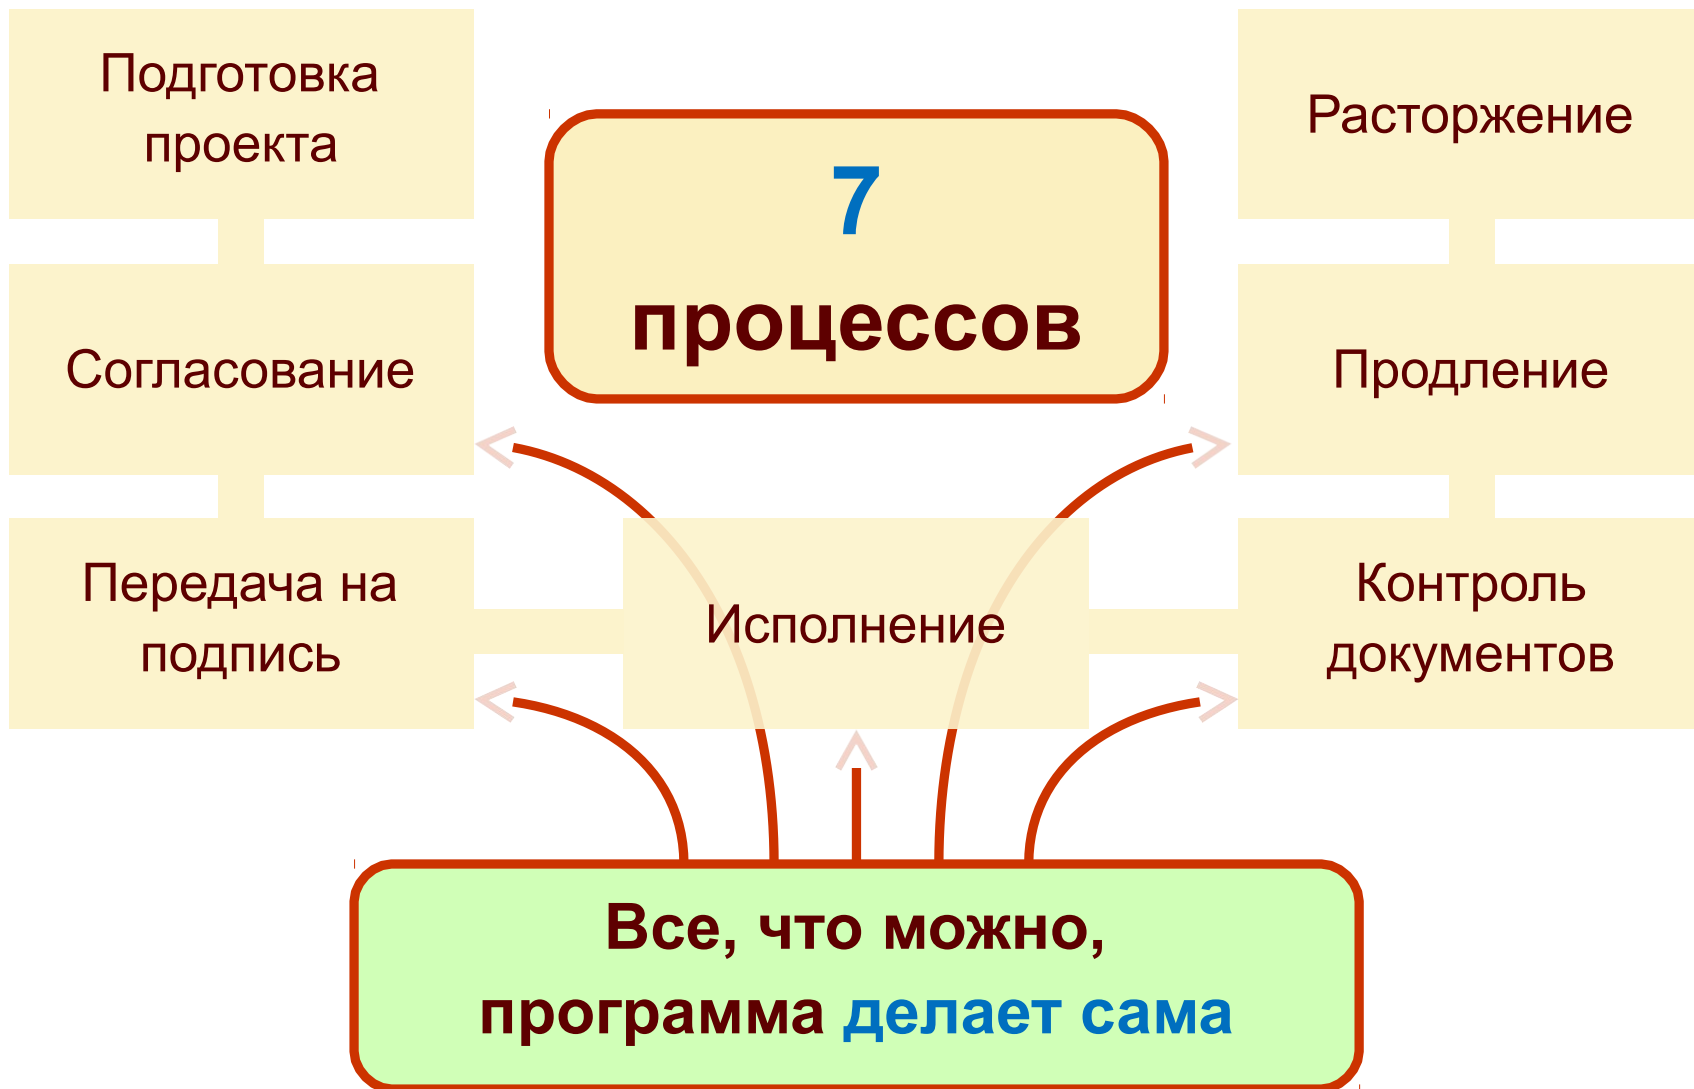 Подготовка
проекта
Согласование
Передача на
подпись
7
процессов
Исполнение
Расторжение
Продление
Контроль
документов
Все, что можно,
программа делает сама